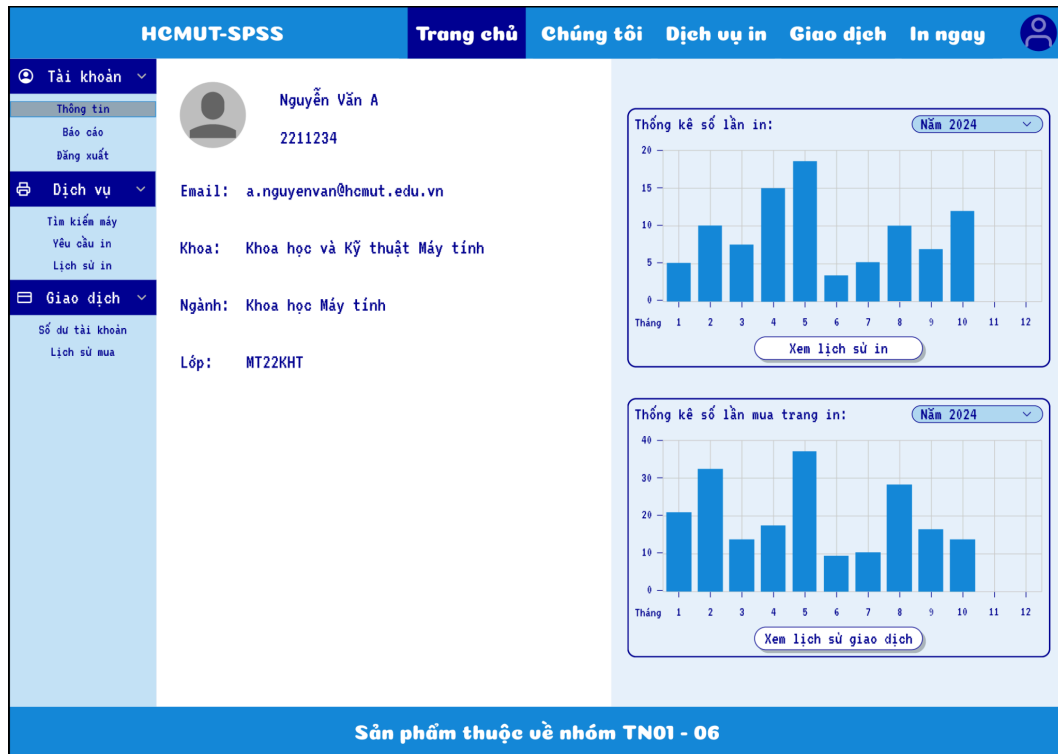 HCMUT-SPSS
Trang chủ
Chúng tôi
Dịch vụ in
Giao dịch
In ngay
Tài khoản
Thông tin
Báo cáo
Đăng xuất
Dịch vụ
Tìm kiếm máy
Yêu cầu in
Lịch sử in
Giao dịch
Số dư tài khoản
Lịch sử mua
Nguyễn Văn A
2211234
Email: a.nguyenvan@hcmut.edu.vn
Khoa: Khoa học và Kỹ thuật Máy tính
Ngành: Khoa học Máy tính
Lớp: MT22KHT
Thống kê số lần in:
Năm 2024
20
15
10
5
0
Tháng 1 2 3 4 5 6 7 8 9 10 11 12
Xem lịch sử in
Thống kê số lần mua trang in:
Năm 2024
40
30
20
10
0
Tháng 1 2 3 4 5 6 7 8 9 10 11 12
Xem lịch sử giao dịch
Sản phẩm thuộc về nhóm TN01 - 06